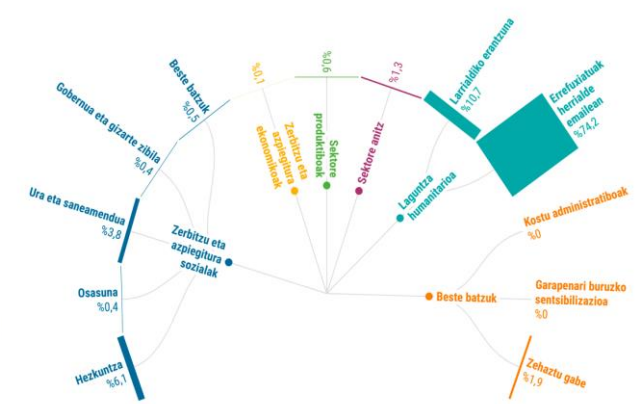 Hezkuntza
%6,1
Osasuna
%0,4
Ura eta saneamendua
%3,8
Gobernua eta gizarte zibila
%0,4
Beste batzuk
%0,5
Zerbitzu eta
azpiegitura
sozialak
%0,1
Zerbitzu eta
azpiegitura
ekonomikoak
%0,6
Sektore
produktiboak
%1,3
Sektore anitz
Larrialdiko erantzuna
%10,7
Errefuxiatuak
herrialde
emailean
%74,2
Laguntza
humanitarioa
Beste batzuk
Kostu administratiboak
%0
Garapenari buruzko
sentsibilizazioa
%0
Zehaztu gabe
%1,9